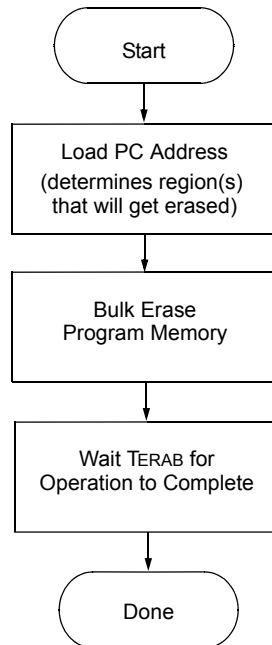 Start
Load PC Address
(determines region(s)
that will get erased)
Bulk Erase
Program Memory
Wait TERAB for
Operation to Complete
Done